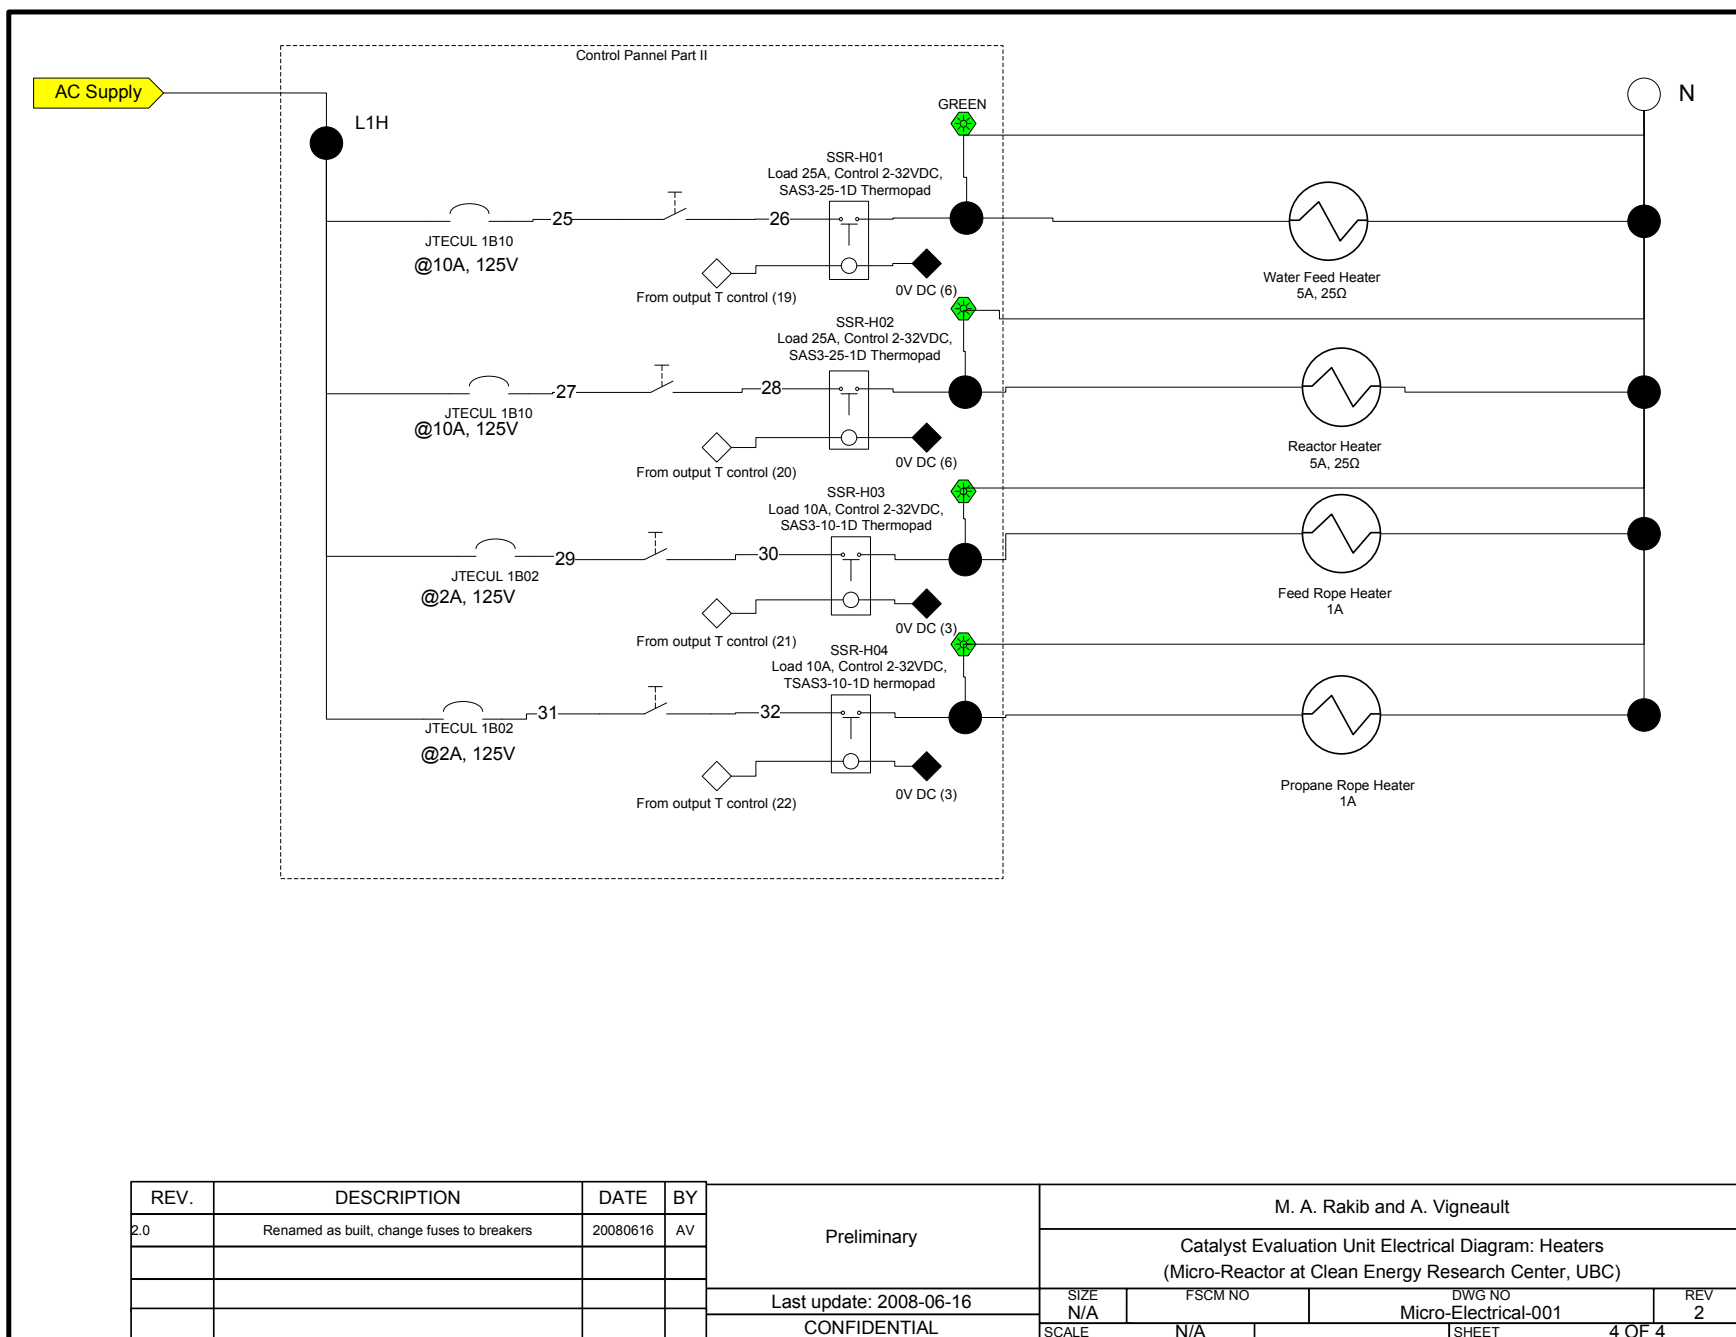 Control Pannel Part II
AC Supply
L1H
GREEN
N
SSR-H01
Load 25A, Control 2-32VDC,
SAS3-25-1D Thermopad
25
26
JTECUL 1B10
@10A, 125V
From output T control (19)
0V DC (6)
Water Feed Heater
5A, 25Ω
SSR-H02
Load 25A, Control 2-32VDC,
SAS3-25-1D Thermopad
27
28
JTECUL 1B10
@10A, 125V
From output T control (20)
0V DC (6)
Reactor Heater
5A, 25Ω
SSR-H03
Load 10A, Control 2-32VDC,
SAS3-10-1D Thermopad
29
30
JTECUL 1B02
@2A, 125V
From output T control (21)
0V DC (3)
Feed Rope Heater
1A
SSR-H04
Load 10A, Control 2-32VDC,
TSAS3-10-1D hermopad
31
32
JTECUL 1B02
@2A, 125V
From output T control (22)
0V DC (3)
Propane Rope Heater
1A
REV. DESCRIPTION DATE BY
2.0 Renamed as built, change fuses to breakers 20080616 AV
Preliminary
Last update: 2008-06-16
CONFIDENTIAL
M. A. Rakib and A. Vigneault
Catalyst Evaluation Unit Electrical Diagram: Heaters
(Micro-Reactor at Clean Energy Research Center, UBC)
SIZE FSCM NO DWG NO REV
N/A Micro-Electrical-001 2
SCALE N/A SHEET 4 OF 4